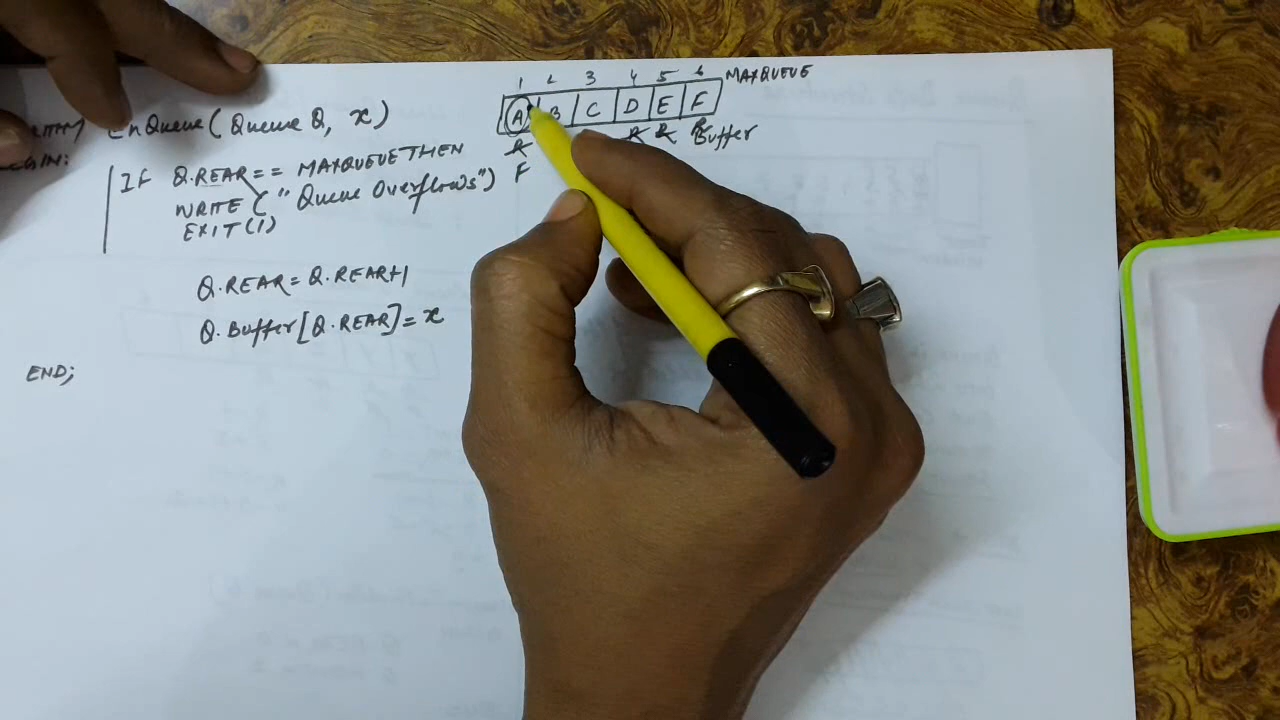 1 2 3 4 5 6 MAXQUEUE
A B C D E F
EnQueue(Queue Q, x)
R R R Buffer
IF Q.REAR== MAXQUEUE THEN
F
WRITE("Queue Overflows")
EXIT(1)
Q.REAR=Q.REAR+1
Q.Buffer[Q.REAR]=x
END;